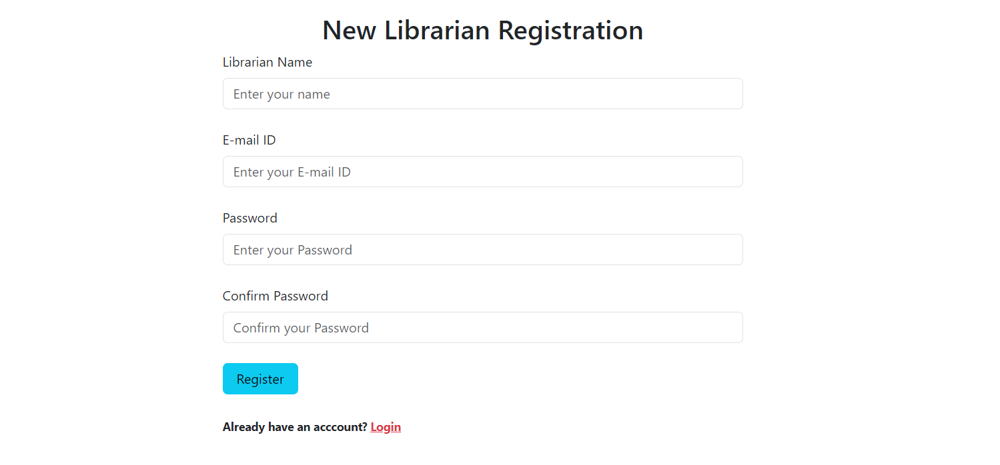 New Librarian Registration
Librarian Name
Enter your name
E-mail ID
Enter your E-mail ID
Password
Enter your Password
Confirm Password
Confirm your Password
Register
Already have an acccount? Login